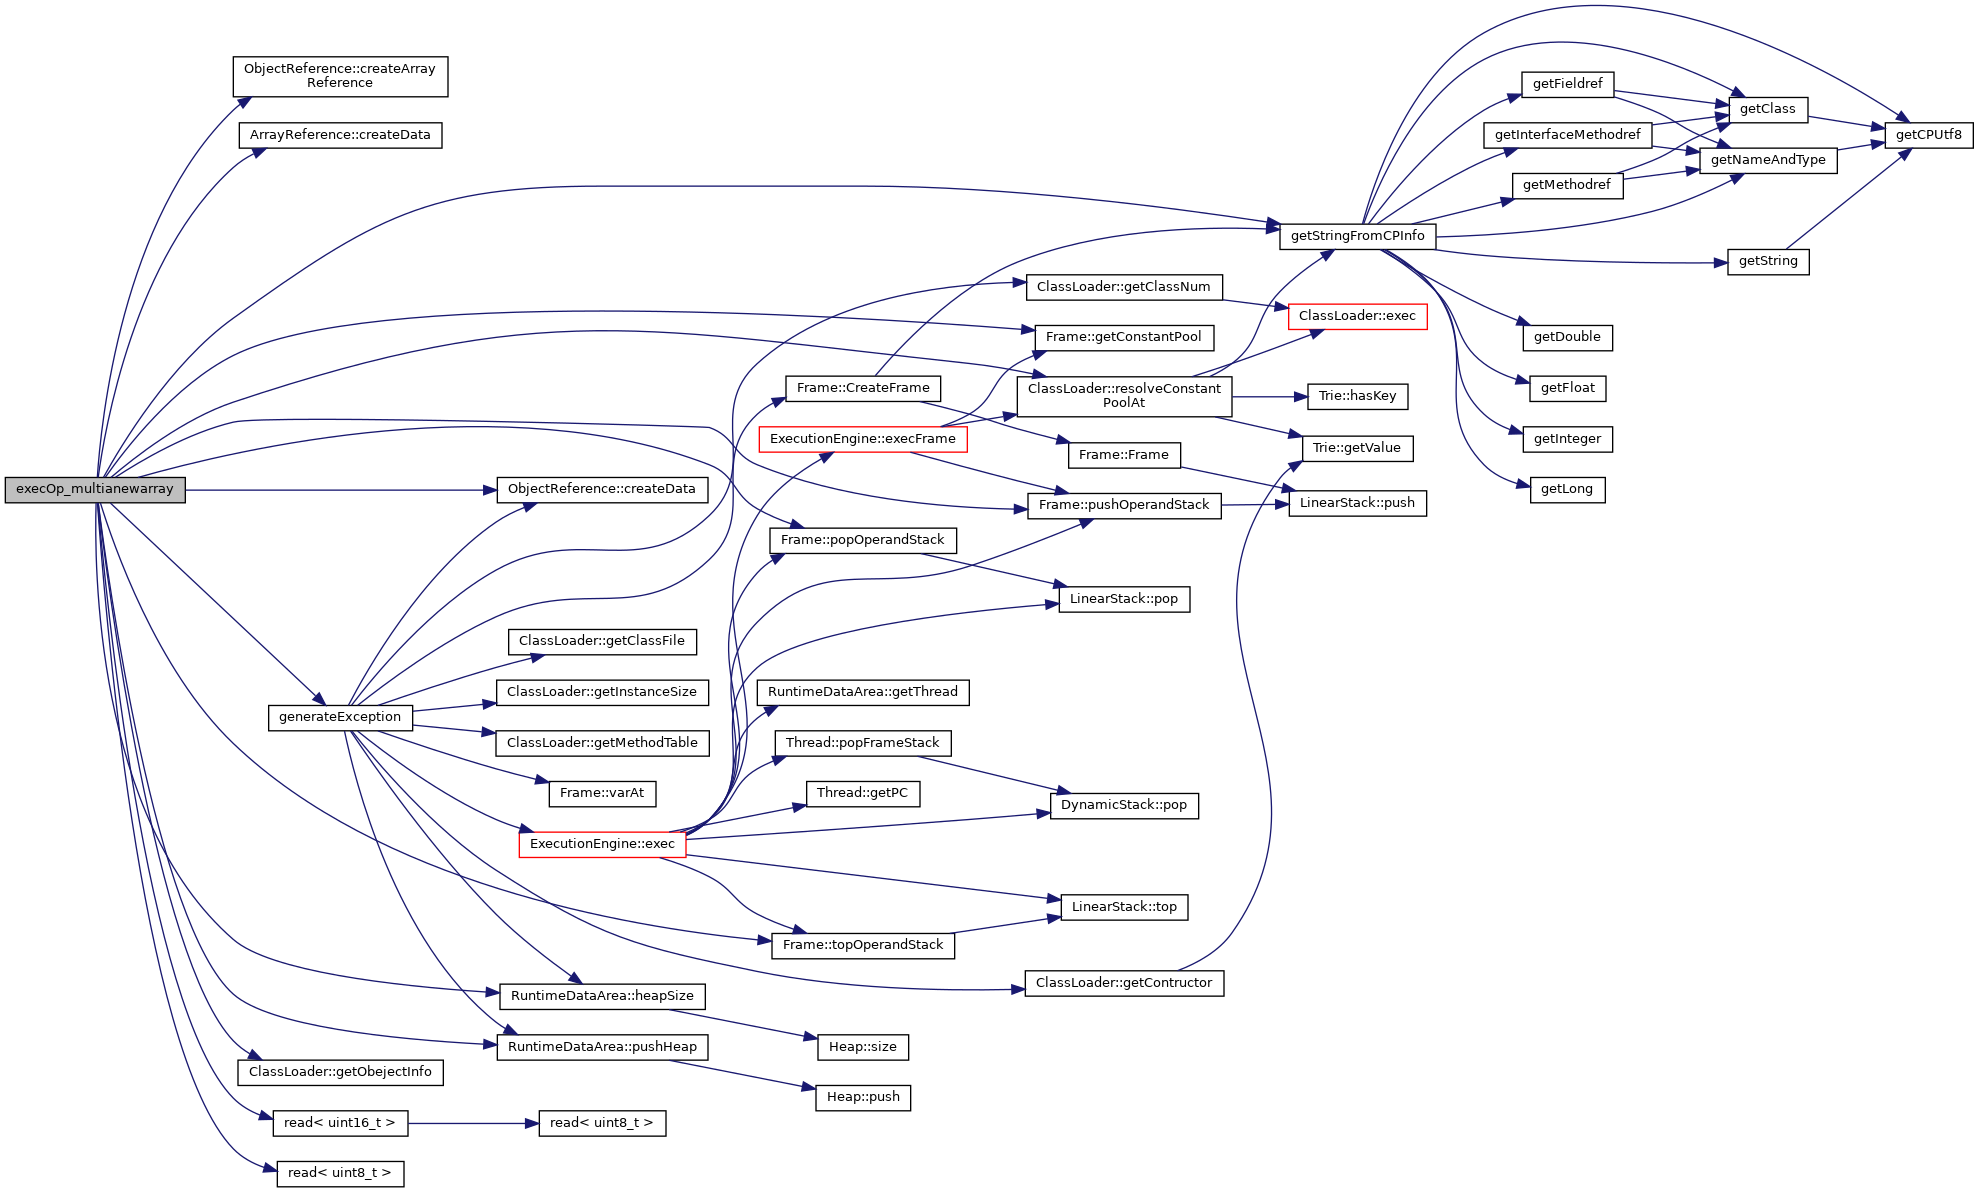 execOp_multianewarray
ObjectReference::createArray
Reference
ArrayReference::createData
generateException
ClassLoader::getObejectInfo
read< uint16_t >
read< uint8_t >
ObjectReference::createData
ClassLoader::getClassFile
ClassLoader::getInstanceSize
ClassLoader::getMethodTable
Frame::varAt
ExecutionEngine::exec
RuntimeDataArea::heapSize
RuntimeDataArea::pushHeap
read< uint8_t >
Frame::CreateFrame
ExecutionEngine::execFrame
Frame::popOperandStack
RuntimeDataArea::getThread
Thread::popFrameStack
Thread::getPC
Frame::topOperandStack
Heap::size
Heap::push
ClassLoader::getClassNum
Frame::getConstantPool
ClassLoader::resolveConstant
PoolAt
Frame::Frame
Frame::pushOperandStack
LinearStack::pop
DynamicStack::pop
LinearStack::top
ClassLoader::getContructor
getStringFromCPInfo
ClassLoader::exec
Trie::hasKey
Trie::getValue
LinearStack::push
getFieldref
getInterfaceMethodref
getMethodref
getDouble
getFloat
getInteger
getLong
getClass
getNameAndType
getString
getCPUtf8